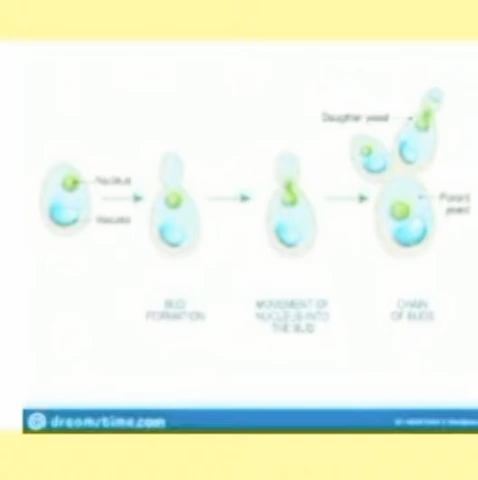 Daughter yeast
Nucleus
Vacuole
Parent
yeast
BUD
FORMATION
MOVEMENT OF
NUCLEUS INTO
THE BUD
CHAIN
OF BUDS
dreamstime.com